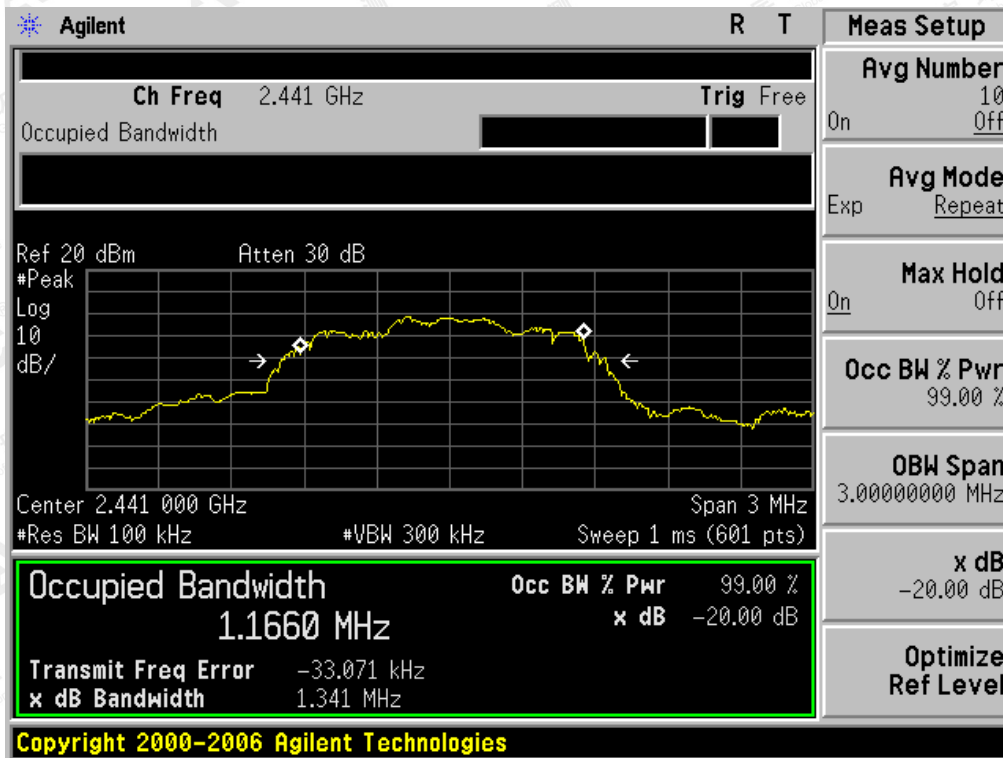 Agilent R T
Ch Freq 2.441 GHz Trig Free
Occupied Bandwidth
Ref 20 dBm Atten 30 dB
#Peak
Log
10
dB/
Center 2.441 000 GHz Span 3 MHz
#Res BW 100 kHz #VBW 300 kHz Sweep 1 ms (601 pts)
Occupied Bandwidth Occ BW % Pwr 99.00 %
1.1660 MHz x dB -20.00 dB
Transmit Freq Error -33.071 kHz
x dB Bandwidth 1.341 MHz
Copyright 2000-2006 Agilent Technologies
Meas Setup
Avg Number
10
On Off
Avg Mode
Exp Repeat
Max Hold
On Off
Occ BW % Pwr
99.00 %
OBW Span
3.00000000 MHz
x dB
-20.00 dB
Optimize
Ref Level